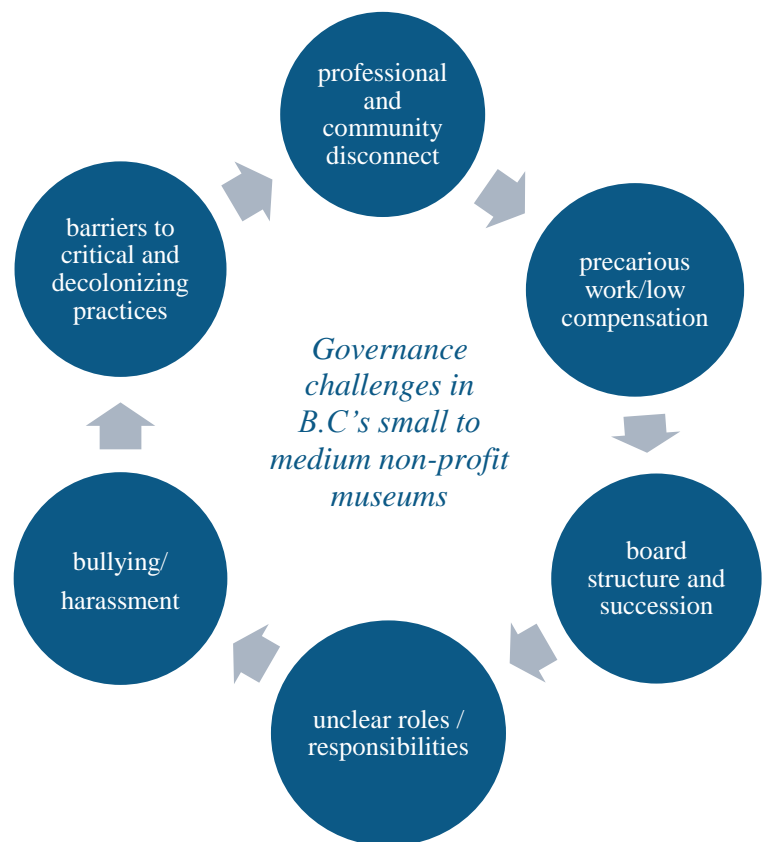 professional
and
community
disconnect
precarious
work/low
compensation
board
structure and
succession
unclear roles /
responsibilities
bullying/
harassment
barriers to
critical and
decolonizing
practices
Governance
challenges in
B.C's small to
medium non-profit
museums